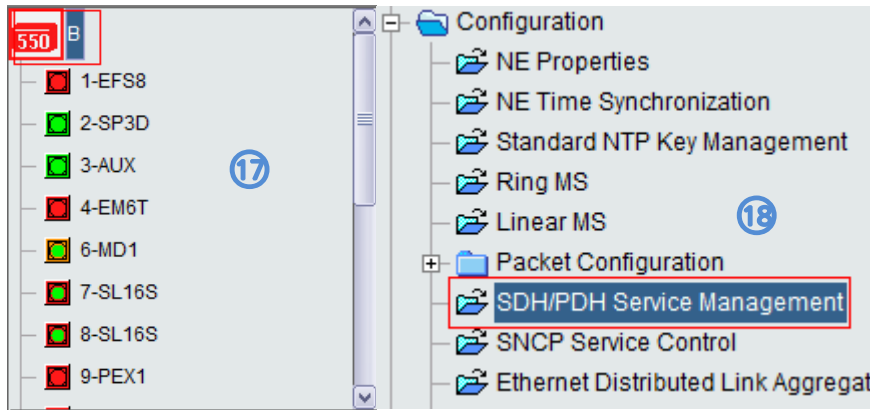 550 B
1-EFS8
2-SP3D
3-AUX
4-EM6T
6-MD1
7-SL16S
8-SL16S
9-PEX1
⑰
Configuration
NE Properties
NE Time Synchronization
Standard NTP Key Management
Ring MS
Linear MS
Packet Configuration
SDH/PDH Service Management
SNCP Service Control
Ethernet Distributed Link Aggregat
⑱